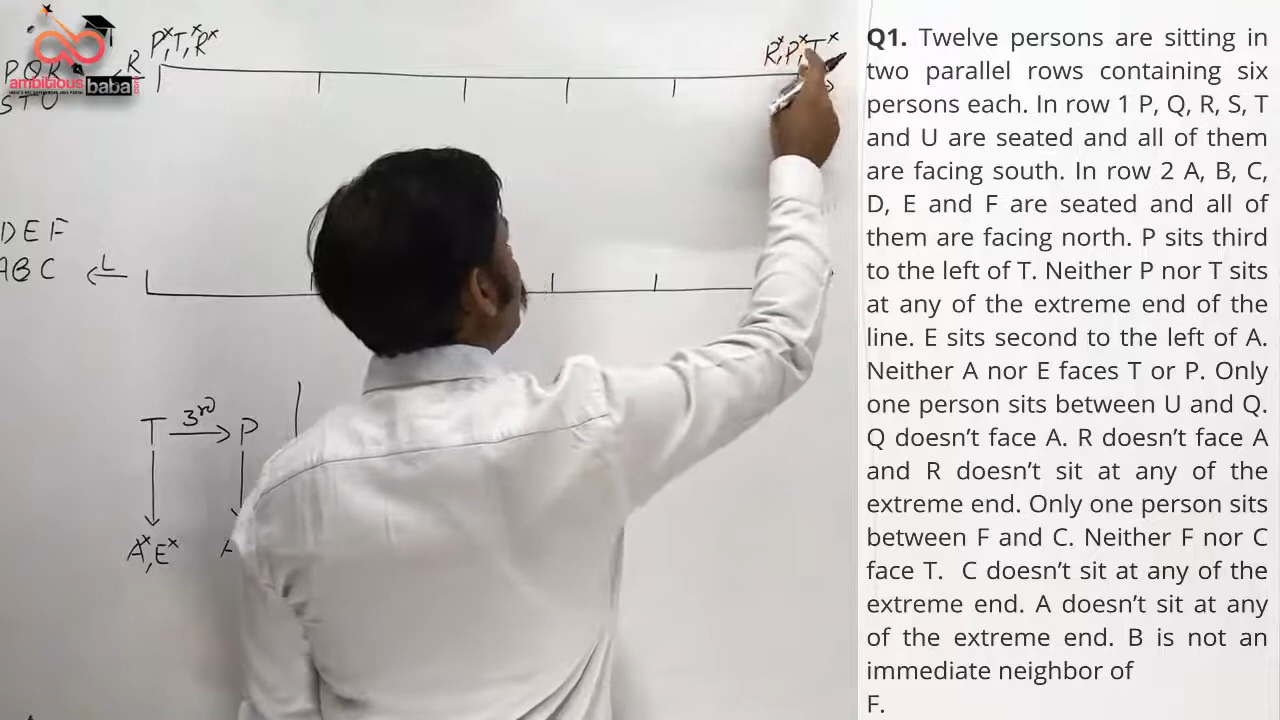 P, T, R
R, P, T
R
P Q R
S T U
ambitious
baba.com
D E F
A B C
L
T 3rd P
A, E
Q1. Twelve persons are sitting in
two parallel rows containing six
persons each. In row 1 P, Q, R, S, T
and U are seated and all of them
are facing south. In row 2 A, B, C,
D, E and F are seated and all of
them are facing north. P sits third
to the left of T. Neither P nor T sits
at any of the extreme end of the
line. E sits second to the left of A.
Neither A nor E faces T or P. Only
one person sits between U and Q.
Q doesn’t face A. R doesn’t face A
and R doesn’t sit at any of the
extreme end. Only one person sits
between F and C. Neither F nor C
face T. C doesn’t sit at any of the
extreme end. A doesn’t sit at any
of the extreme end. B is not an
immediate neighbor of
F.